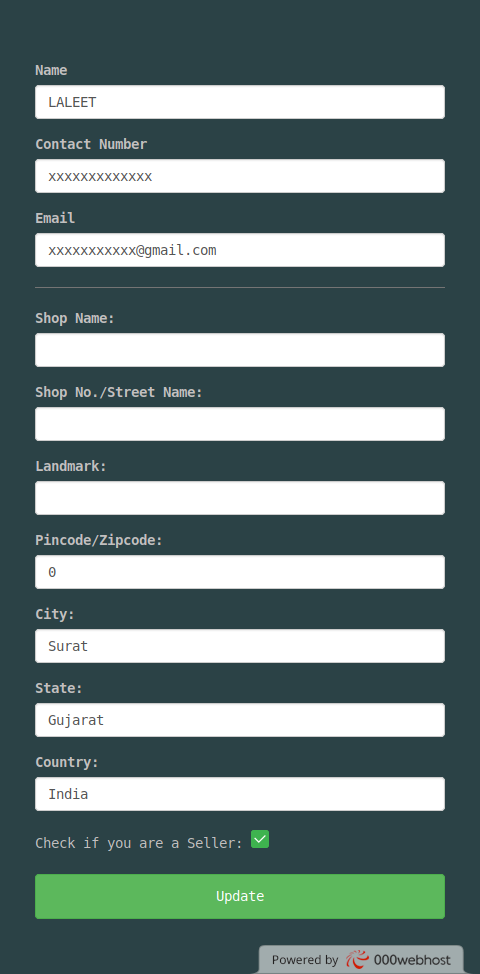 Name
LALEET
Contact Number
xxxxxxxxxxxxx
Email
xxxxxxxxxxx@gmail.com
Shop Name:
Shop No./Street Name:
Landmark:
Pincode/Zipcode:
0
City:
Surat
State:
Gujarat
Country:
India
Check if you are a Seller:
Update
Powered by 000webhost